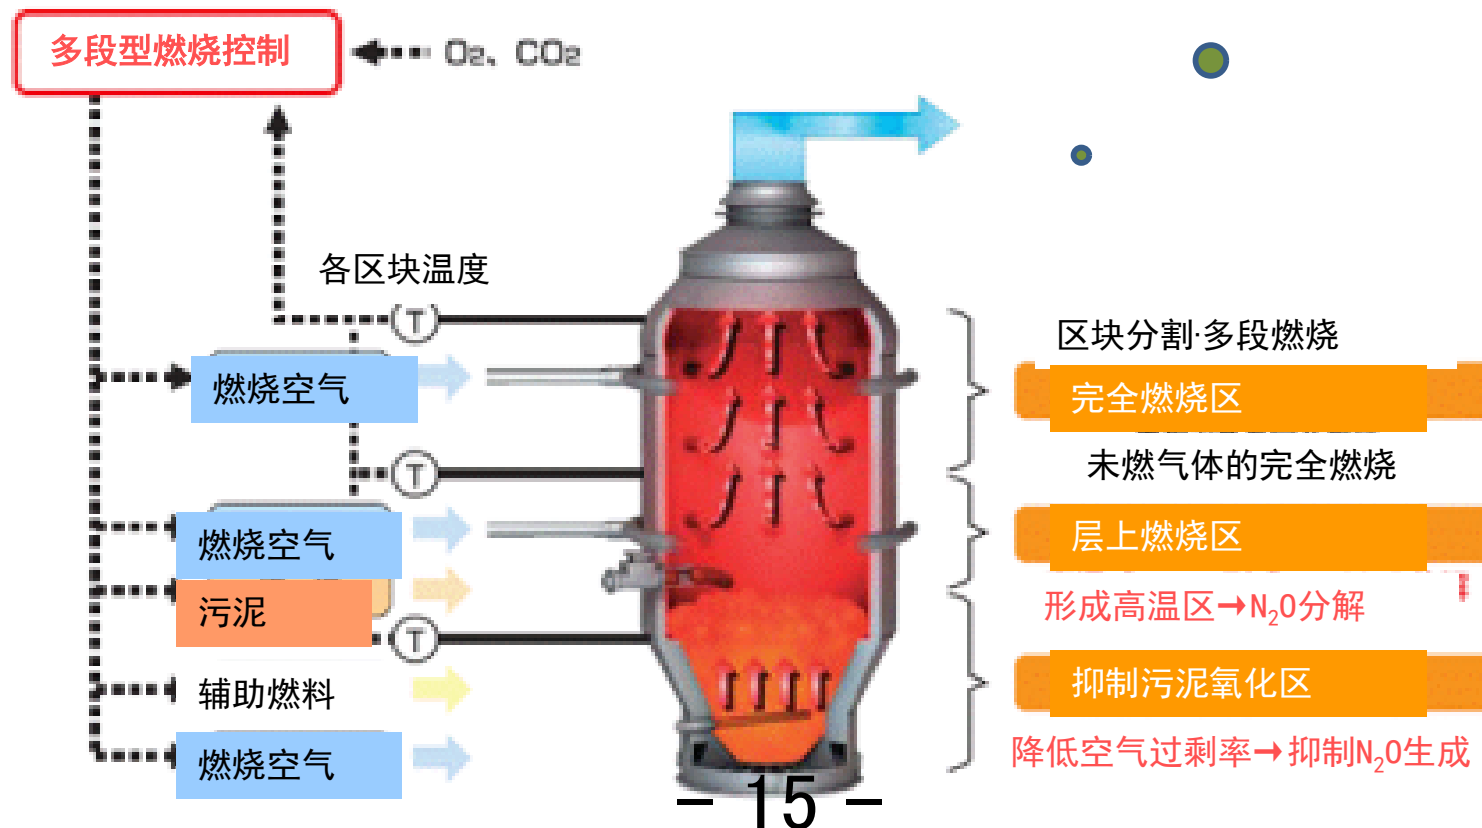 多段型燃烧控制
O₂、CO₂
各区块温度
T
区块分割·多段燃烧
燃烧空气
完全燃烧区
未燃气体的完全燃烧
T
燃烧空气
层上燃烧区
污泥
形成高温区→N₂O分解
T
辅助燃料
抑制污泥氧化区
燃烧空气
降低空气过剩率→抑制N₂O生成
- 15 -